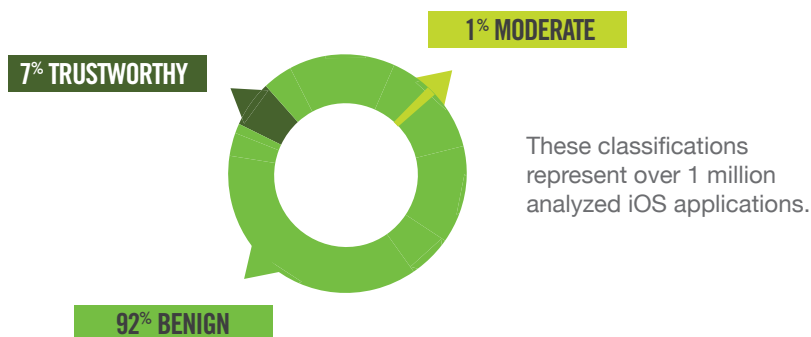 1% MODERATE
7% TRUSTWORTHY
These classifications
represent over 1 million
analyzed iOS applications.
92% BENIGN